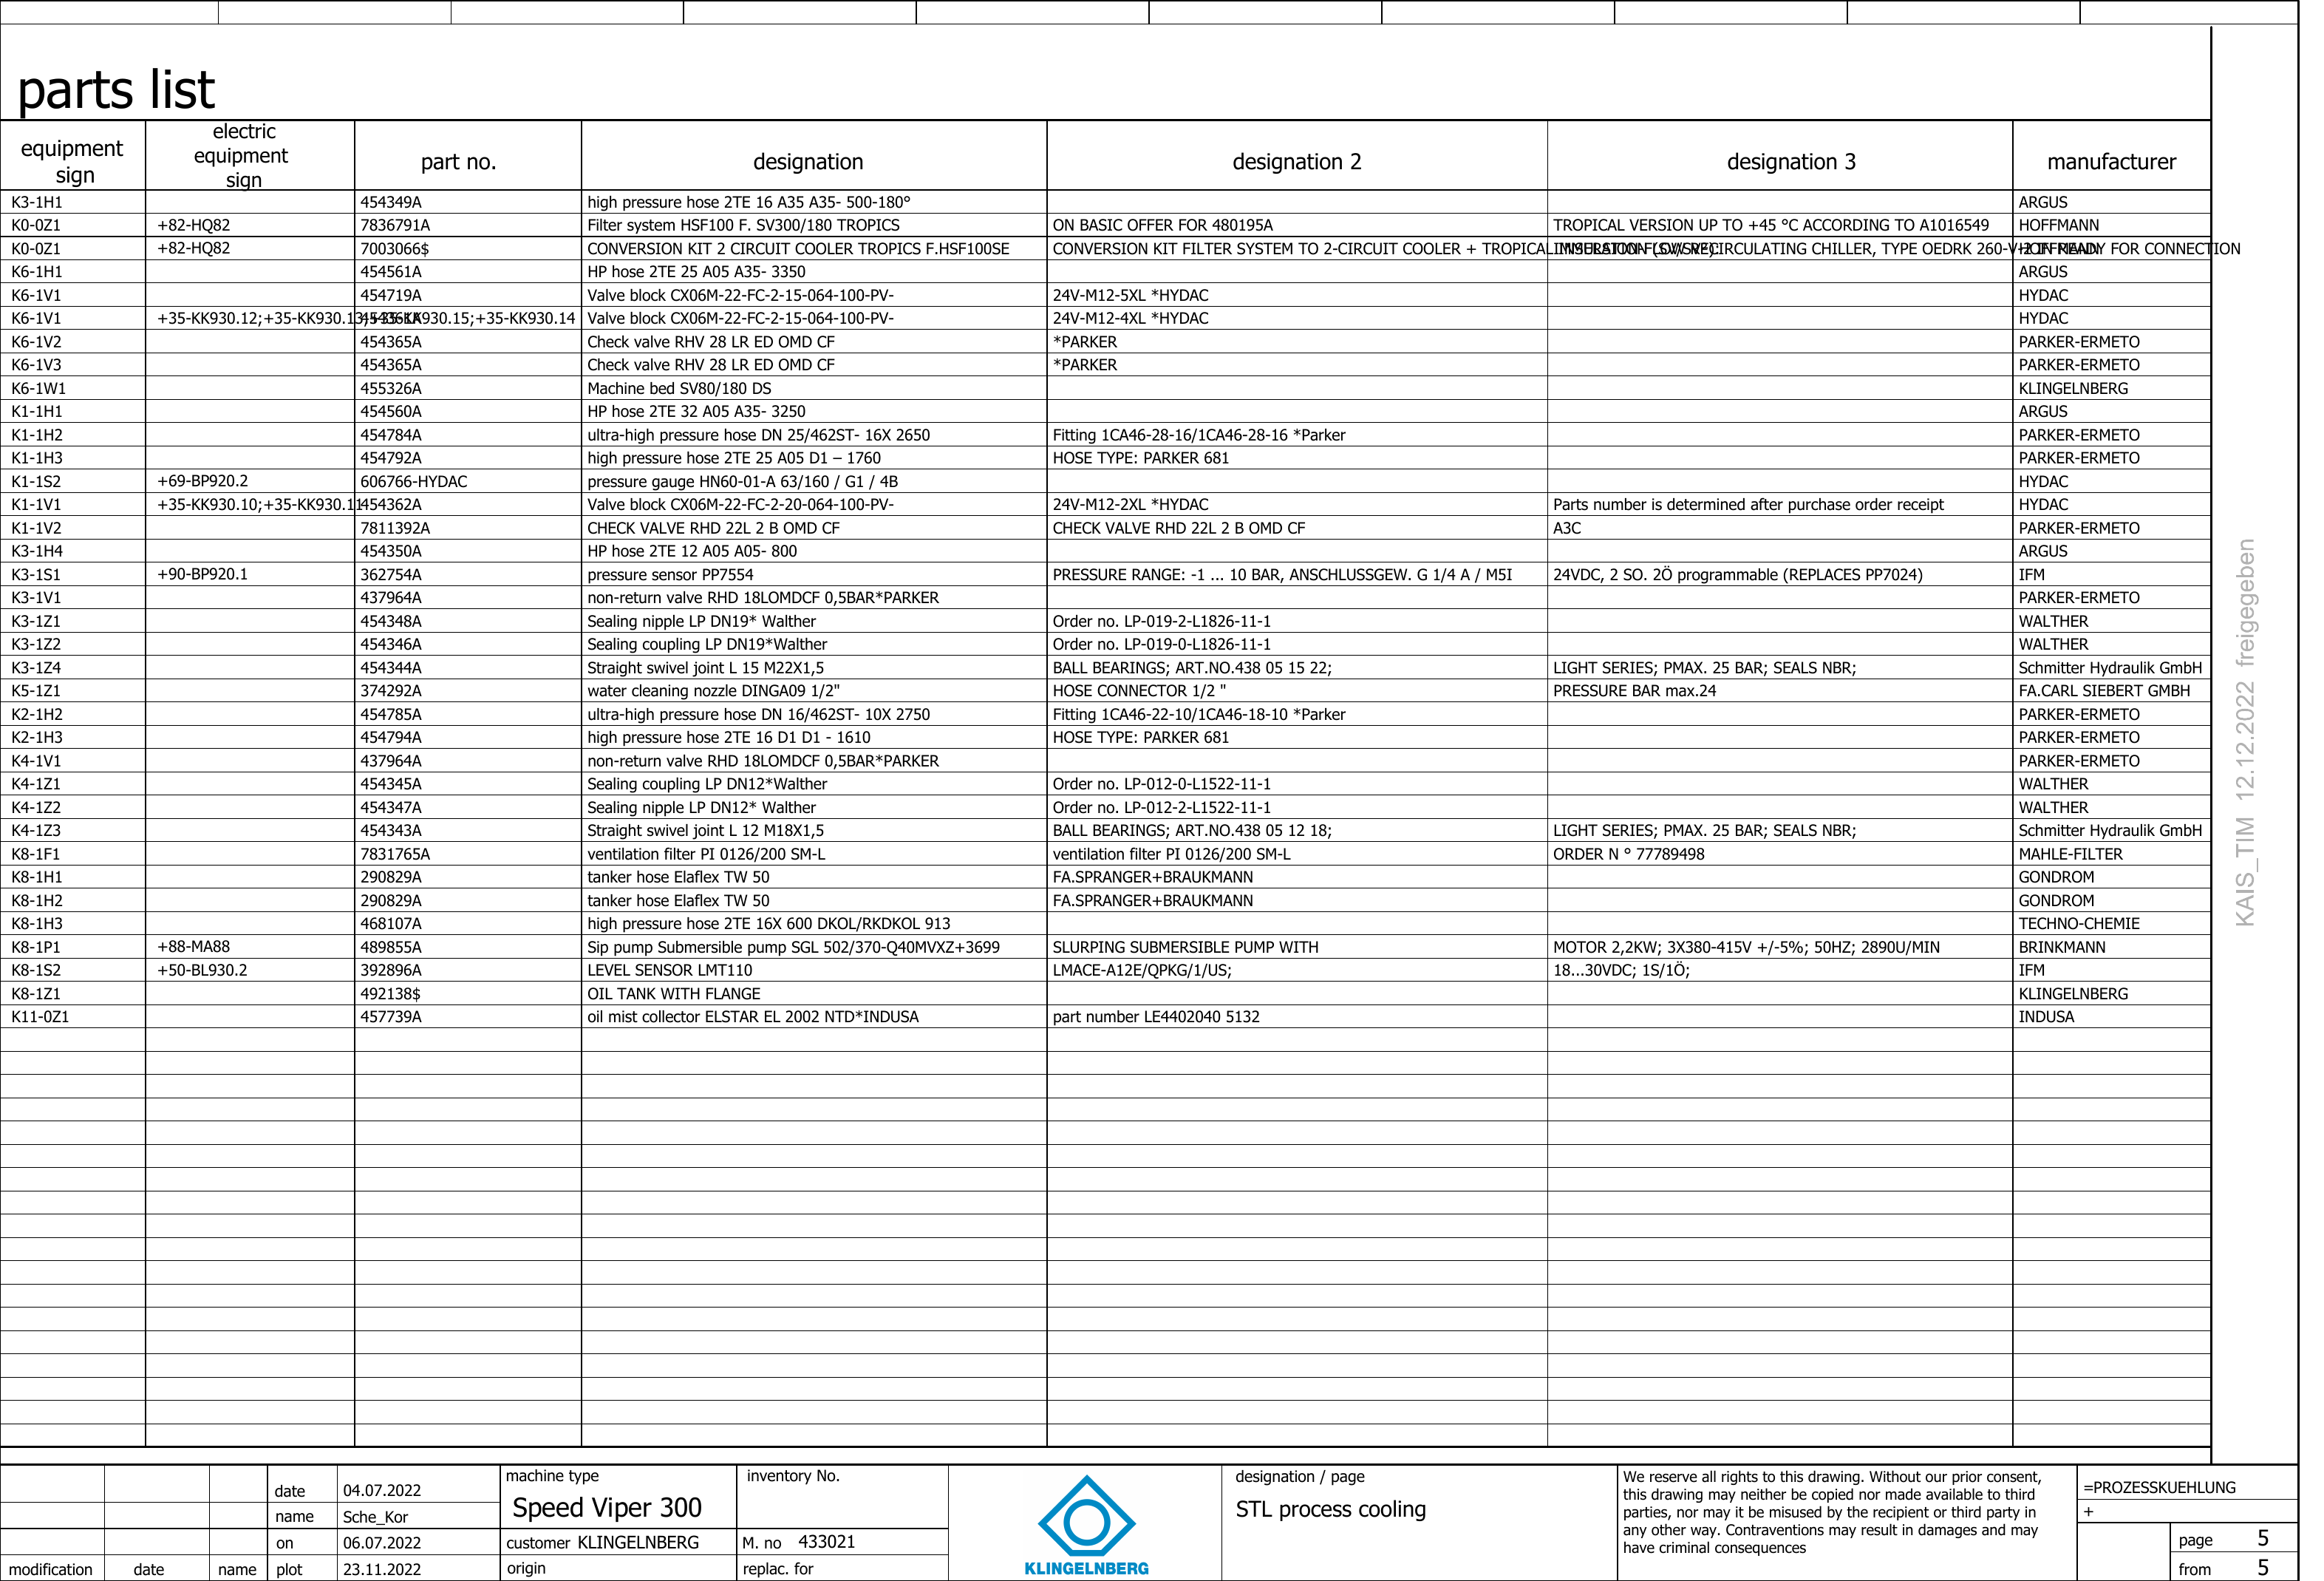 parts list
equipment sign electric equipment sign part no. designation designation 2 designation 3 manufacturer
K3-1H1 454349A high pressure hose 2TE 16 A35 A35- 500-180° ARGUS
K0-0Z1 +82-HQ82 7836791A Filter system HSF100 F. SV300/180 TROPICS ON BASIC OFFER FOR 480195A TROPICAL VERSION UP TO +45 °C ACCORDING TO A1016549 HOFFMANN
K0-0Z1 +82-HQ82 7003066$ CONVERSION KIT 2 CIRCUIT COOLER TROPICS F.HSF100SE CONVERSION KIT FILTER SYSTEM TO 2-CIRCUIT COOLER + TROPICAL CIRCULATING CHILLER, TYPE OEDRK 260- READY FOR CONNECTION HOFFMANN
K6-1H1 454561A HP hose 2TE 25 A05 A35- 3350 ARGUS
K6-1V1 454719A Valve block CX06M-22-FC-2-15-064-100-PV- 24V-M12-5XL *HYDAC HYDAC
K6-1V1 +35-KK930.12;+35-KK930.13;+35-KK930.15;+35-KK930.14 Valve block CX06M-22-FC-2-15-064-100-PV- 24V-M12-4XL *HYDAC HYDAC
K6-1V2 454365A Check valve RHV 28 LR ED OMD CF *PARKER PARKER-ERMETO
K6-1V3 454365A Check valve RHV 28 LR ED OMD CF *PARKER PARKER-ERMETO
K6-1W1 455326A Machine bed SV80/180 DS KLINGELNBERG
K1-1H1 454560A HP hose 2TE 32 A05 A35- 3250 ARGUS
K1-1H2 454784A ultra-high pressure hose DN 25/462ST- 16X 2650 Fitting 1CA46-28-16/1CA46-28-16 *Parker PARKER-ERMETO
K1-1H3 454792A high pressure hose 2TE 25 A05 D1 – 1760 HOSE TYPE: PARKER 681 PARKER-ERMETO
K1-1S2 +69-BP920.2 606766-HYDAC pressure gauge HN60-01-A 63/160 / G1 / 4B HYDAC
K1-1V1 +35-KK930.10;+35-KK930.11 454362A Valve block CX06M-22-FC-2-20-064-100-PV- 24V-M12-2XL *HYDAC Parts number is determined after purchase order receipt HYDAC
K1-1V2 7811392A CHECK VALVE RHD 22L 2 B OMD CF CHECK VALVE RHD 22L 2 B OMD CF A3C PARKER-ERMETO
K3-1H4 454350A HP hose 2TE 12 A05 A05- 800 ARGUS
K3-1S1 +90-BP920.1 362754A pressure sensor PP7554 PRESSURE RANGE: -1 ... 10 BAR, ANSCHLUSSGEW. G 1/4 A / M5I 24VDC, 2 SO. 2Ö programmable (REPLACES PP7024) IFM
K3-1V1 437964A non-return valve RHD 18LOMDCF 0,5BAR*PARKER PARKER-ERMETO
K3-1Z1 454348A Sealing nipple LP DN19* Walther Order no. LP-019-2-L1826-11-1 WALTHER
K3-1Z2 454346A Sealing coupling LP DN19*Walther Order no. LP-019-0-L1826-11-1 WALTHER
K3-1Z4 454344A Straight swivel joint L 15 M22X1,5 BALL BEARINGS; ART.NO.438 05 15 22; LIGHT SERIES; PMAX. 25 BAR; SEALS NBR; Schmitter Hydraulik GmbH
K5-1Z1 374292A water cleaning nozzle DINGA09 1/2" HOSE CONNECTOR 1/2 " PRESSURE BAR max.24 FA.CARL SIEBERT GMBH
K2-1H2 454785A ultra-high pressure hose DN 16/462ST- 10X 2750 Fitting 1CA46-22-10/1CA46-18-10 *Parker PARKER-ERMETO
K2-1H3 454794A high pressure hose 2TE 16 D1 D1 - 1610 HOSE TYPE: PARKER 681 PARKER-ERMETO
K4-1V1 437964A non-return valve RHD 18LOMDCF 0,5BAR*PARKER PARKER-ERMETO
K4-1Z1 454345A Sealing coupling LP DN12*Walther Order no. LP-012-0-L1522-11-1 WALTHER
K4-1Z2 454347A Sealing nipple LP DN12* Walther Order no. LP-012-2-L1522-11-1 WALTHER
K4-1Z3 454343A Straight swivel joint L 12 M18X1,5 BALL BEARINGS; ART.NO.438 05 12 18; LIGHT SERIES; PMAX. 25 BAR; SEALS NBR; Schmitter Hydraulik GmbH
K8-1F1 7831765A ventilation filter PI 0126/200 SM-L ventilation filter PI 0126/200 SM-L ORDER N ° 77789498 MAHLE-FILTER
K8-1H1 290829A tanker hose Elaflex TW 50 FA.SPRANGER+BRAUKMANN GONDROM
K8-1H2 290829A tanker hose Elaflex TW 50 FA.SPRANGER+BRAUKMANN GONDROM
K8-1H3 468107A high pressure hose 2TE 16X 600 DKOL/RKDKOL 913 TECHNO-CHEMIE
K8-1P1 +88-MA88 489855A Sip pump Submersible pump SGL 502/370-Q40MVXZ+3699 SLURPING SUBMERSIBLE PUMP WITH MOTOR 2,2KW; 3X380-415V +/-5%; 50HZ; 2890U/MIN BRINKMANN
K8-1S2 +50-BL930.2 392896A LEVEL SENSOR LMT110 LMACE-A12E/QPKG/1/US; 18...30VDC; 1S/1Ö; IFM
K8-1Z1 492138$ OIL TANK WITH FLANGE KLINGELNBERG
K11-0Z1 457739A oil mist collector ELSTAR EL 2002 NTD*INDUSA part number LE4402040 5132 INDUSA
KAIS_TIM 12.12.2022 freigegeben
modification date name
date 04.07.2022
name Sche_Kor
on 06.07.2022
plot 23.11.2022
machine type
Speed Viper 300
customer KLINGELNBERG
origin
inventory No.
M. no 433021
replac. for
KLINGELNBERG
designation / page
STL process cooling
We reserve all rights to this drawing. Without our prior consent,
this drawing may neither be copied nor made available to third
parties, nor may it be misused by the recipient or third party in
any other way. Contraventions may result in damages and may
have criminal consequences
=PROZESSKUEHLUNG
+
page 5
from 5